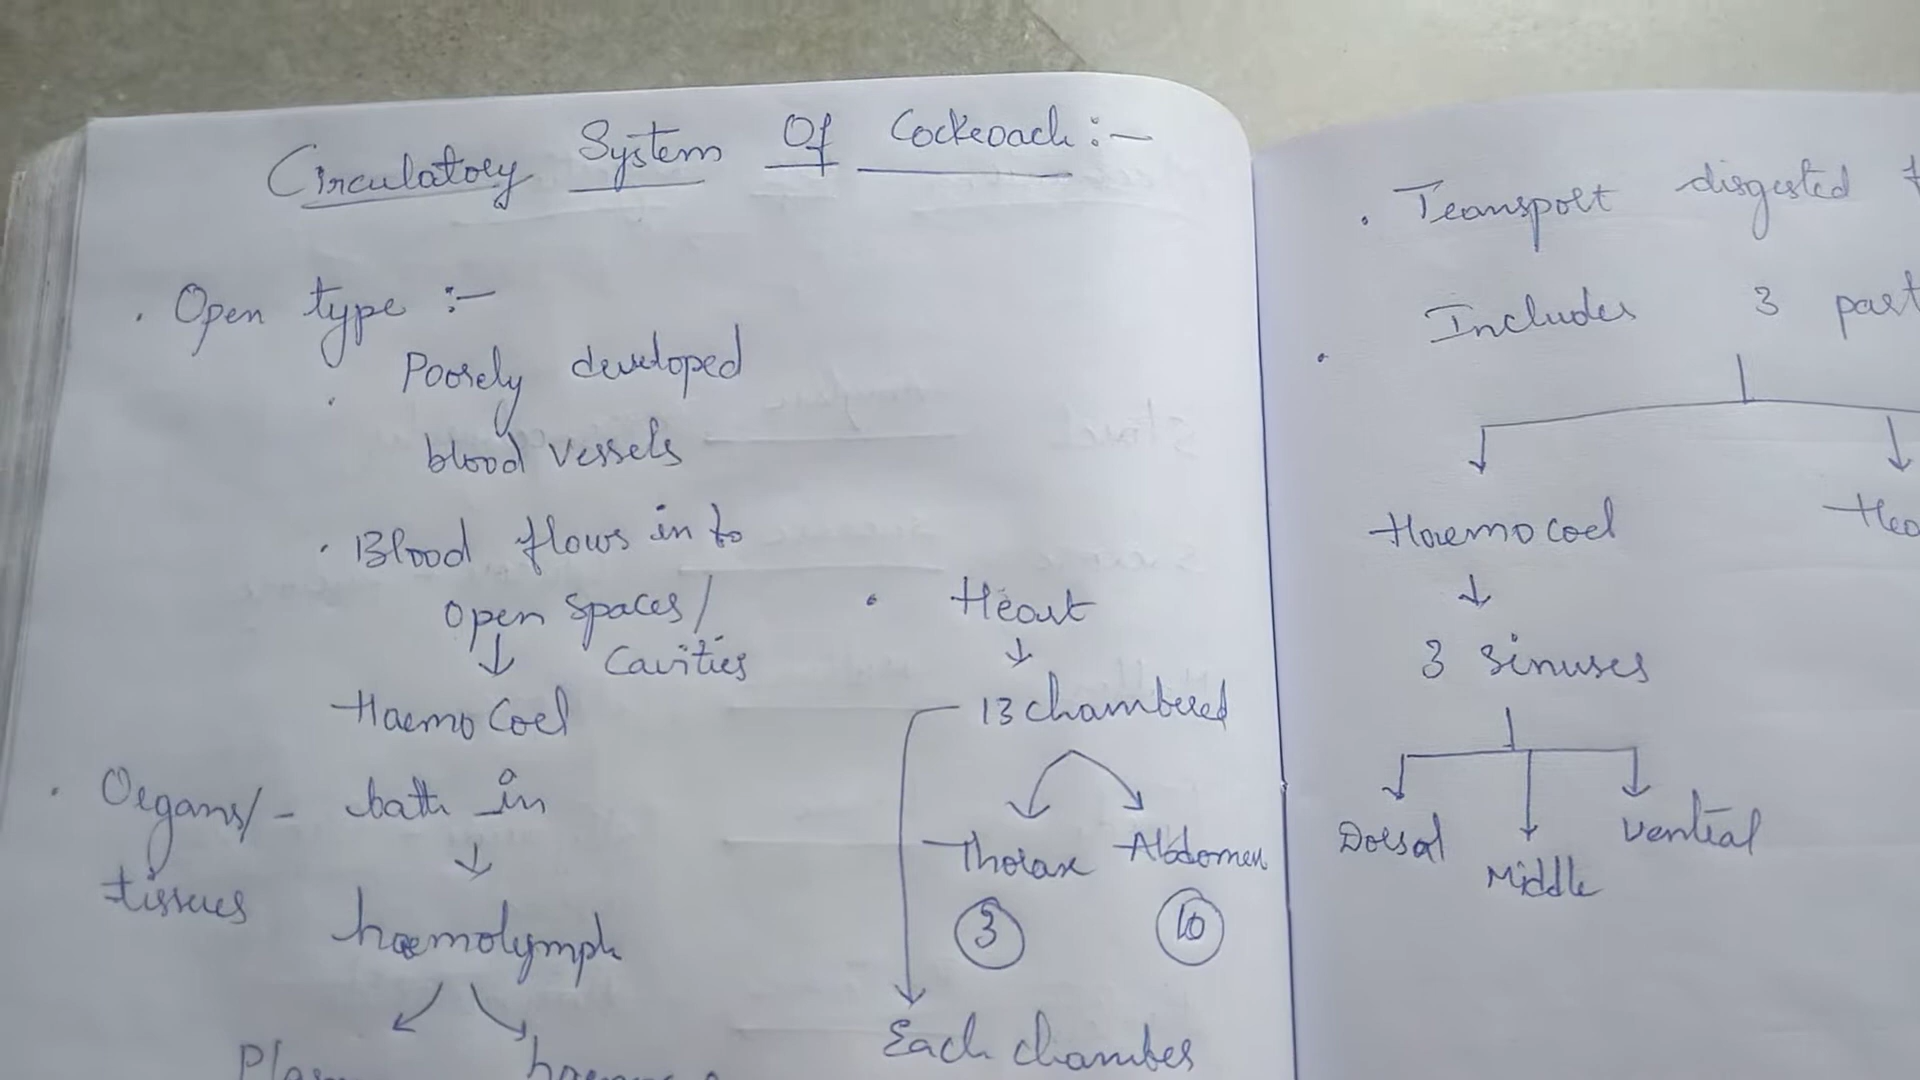 Circulatory System Of Cockroach :-
. Open type :-
. Poorely developed
blood vessels
. Blood flows in to
open spaces/
cavities
↓
Haemo Coel
. Organs/ - bath in
tissues
↓
haemolymph
. Heart
↓
13 chambered
Thorax Abdomen
3 10
Each chamber
. Transport disgested
. Includes 3 part
Haemo coel
↓
3 sinuses
Dorsal Middle Ventral